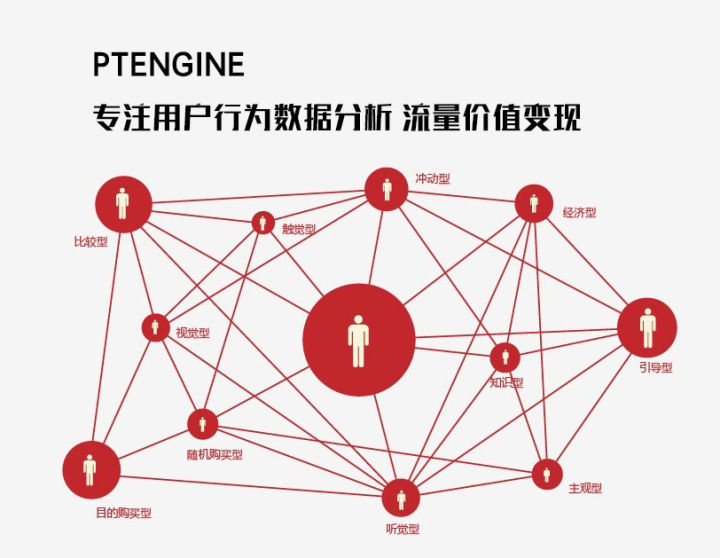 PTENGINE
专注用户行为数据分析 流量价值变现
冲动型
经济型
触觉型
比较型
视觉型
引导型
知识型
随机购买型
主观型
目的购买型
听觉型